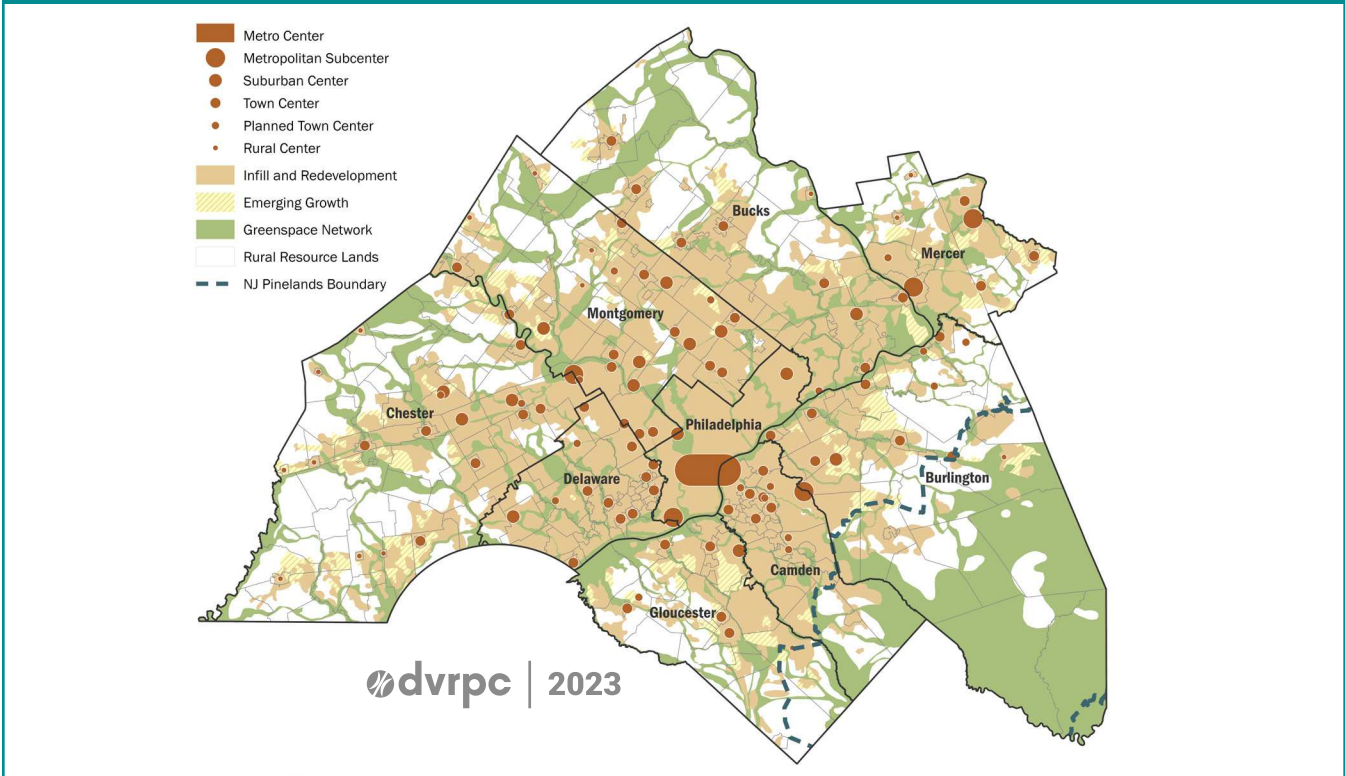 Metro Center
Metropolitan Subcenter
Suburban Center
Town Center
Planned Town Center
Rural Center
Infill and Redevelopment
Emerging Growth
Greenspace Network
Rural Resource Lands
NJ Pinelands Boundary
Bucks
Mercer
Montgomery
Chester
Philadelphia
Delaware
Burlington
Camden
Gloucester
dvrpc | 2023